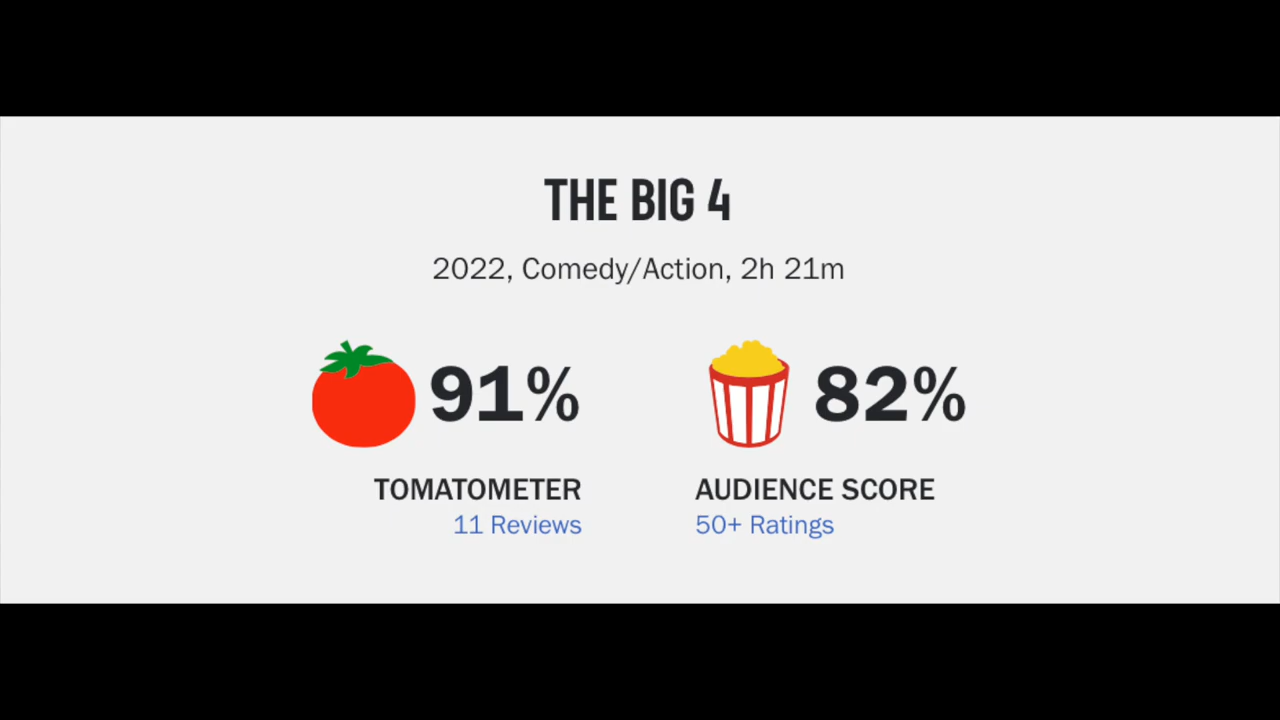 THE BIG 4
2022, Comedy/Action, 2h 21m
91%
82%
TOMATOMETER
AUDIENCE SCORE
11 Reviews
50+ Ratings